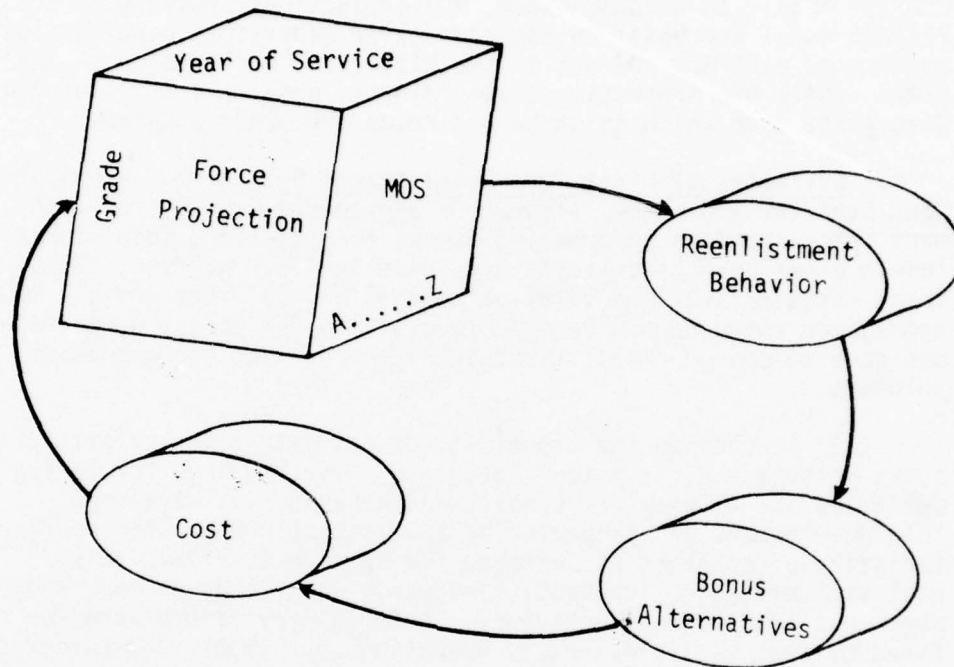 Year of Service
Grade
Force
Projection
MOS
A.....Z
Reenlistment
Behavior
Cost
Bonus
Alternatives